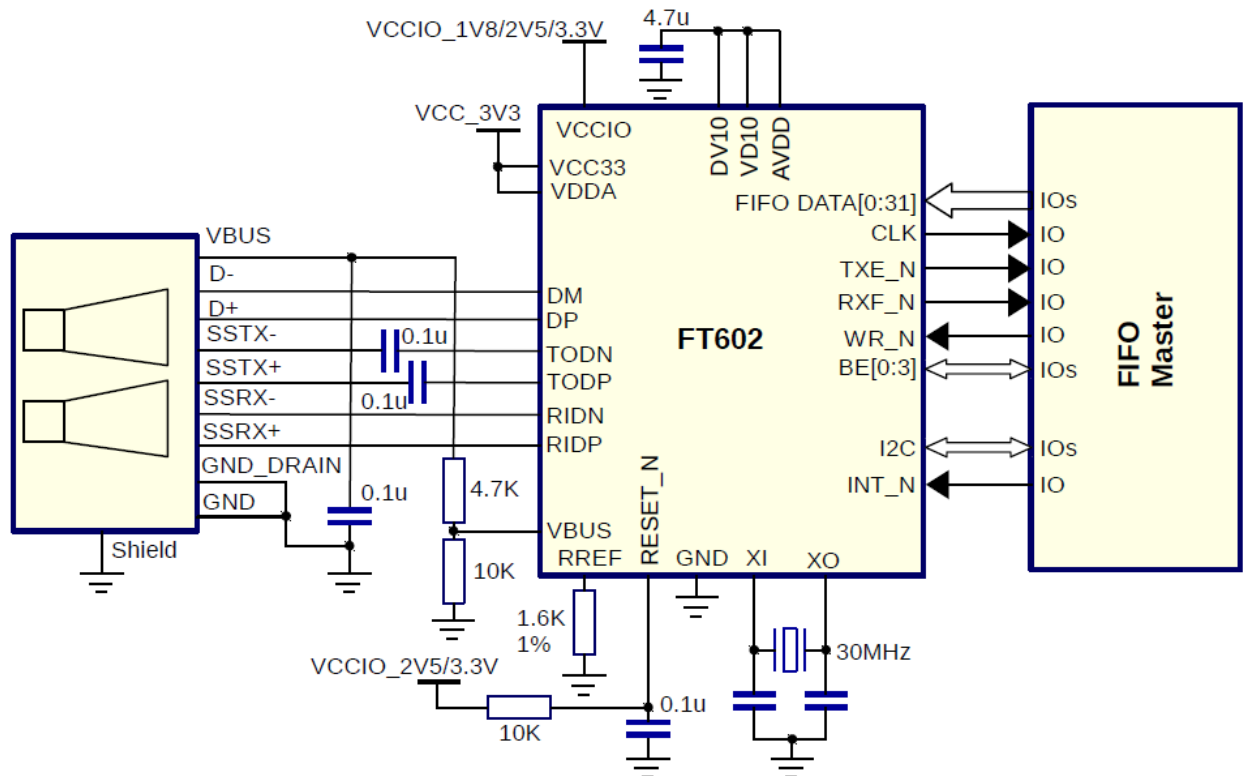 4.7u
VCCIO_1V8/2V5/3.3V
VCC_3V3
VCCIO
VCC33
VDDA
DV10
VD10
AVDD
FIFO DATA[0:31]
IOs
CLK
IO
TXE_N
IO
RXF_N
IO
WR_N
IO
BE[0:3]
IOs
I2C
IOs
INT_N
IO
FT602
FIFO
Master
VBUS
D-
D+
SSTX-
SSTX+
SSRX-
SSRX+
GND_DRAIN
GND
Shield
0.1u
0.1u
0.1u
DM
DP
TODN
TODP
RIDN
RIDP
4.7K
VBUS
10K
RREF
RESET_N
GND
XI
XO
1.6K
1%
30MHz
VCCIO_2V5/3.3V
10K
0.1u